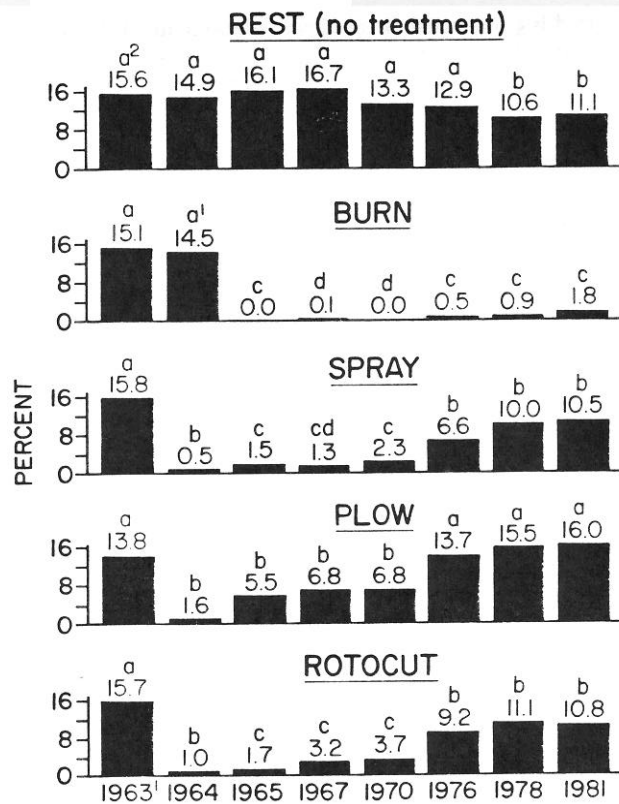 REST (no treatment)
a² a a a a a b b
15.6 14.9 16.1 16.7 13.3 12.9 10.6 11.1
16
8
0
BURN
a a¹ c d d c c c
15.1 14.5 0.0 0.1 0.0 0.5 0.9 1.8
16
8
0
PERCENT
SPRAY
a b c cd c b b b
15.8 0.5 1.5 1.3 2.3 6.6 10.0 10.5
16
8
0
PLOW
a b b b b a a a
13.8 1.6 5.5 6.8 6.8 13.7 15.5 16.0
16
8
0
ROTOCUT
a b c c c b b b
15.7 1.0 1.7 3.2 3.7 9.2 11.1 10.8
16
8
0
1963¹ 1964 1965 1967 1970 1976 1978 1981